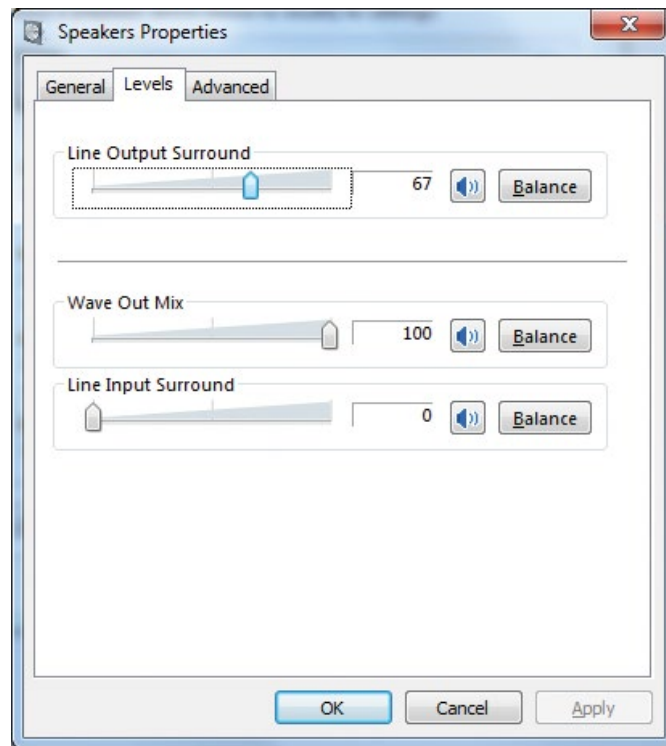 Speakers Properties
General Levels Advanced
Line Output Surround
67 Balance
Wave Out Mix
100 Balance
Line Input Surround
0 Balance
OK Cancel Apply